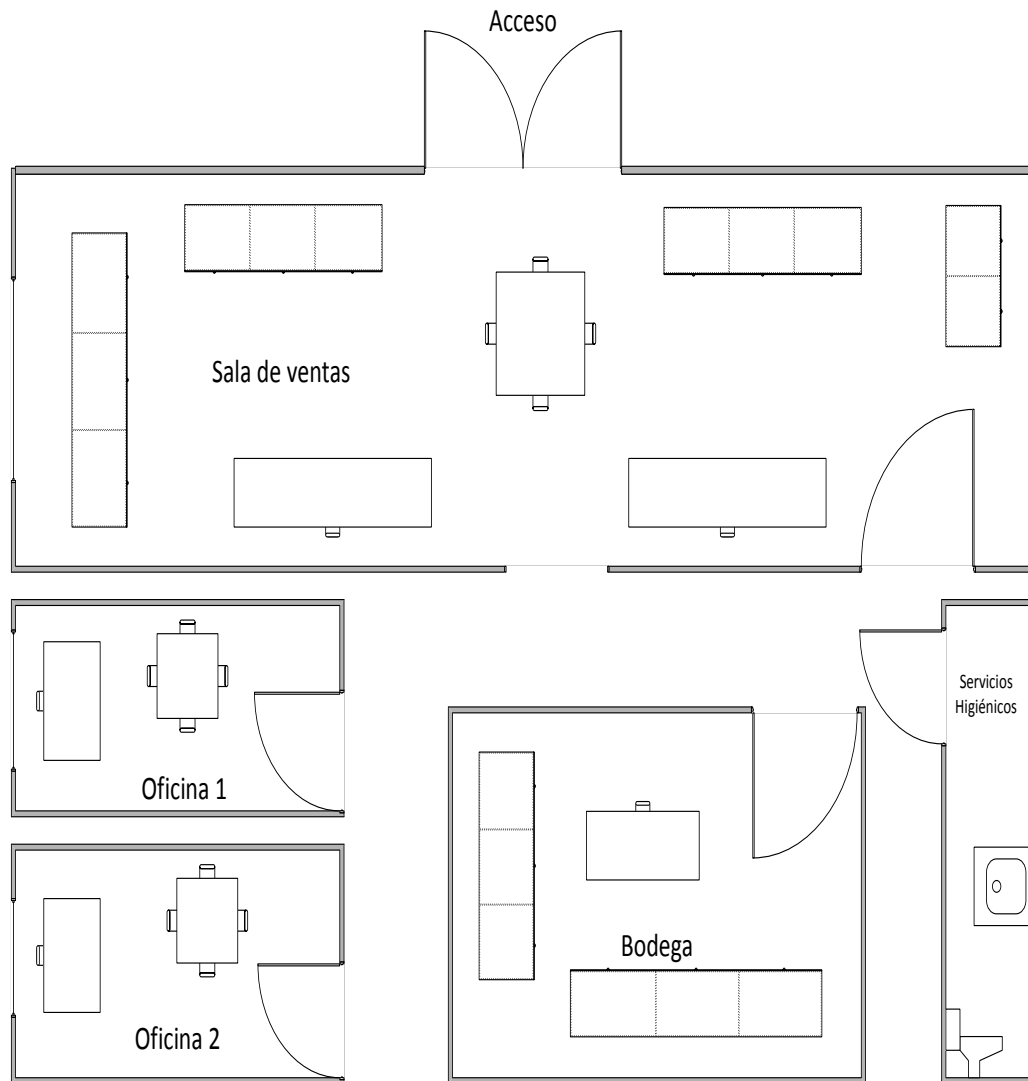 Acceso
Sala de ventas
Servicios
Higiénicos
Oficina 1
Bodega
Oficina 2